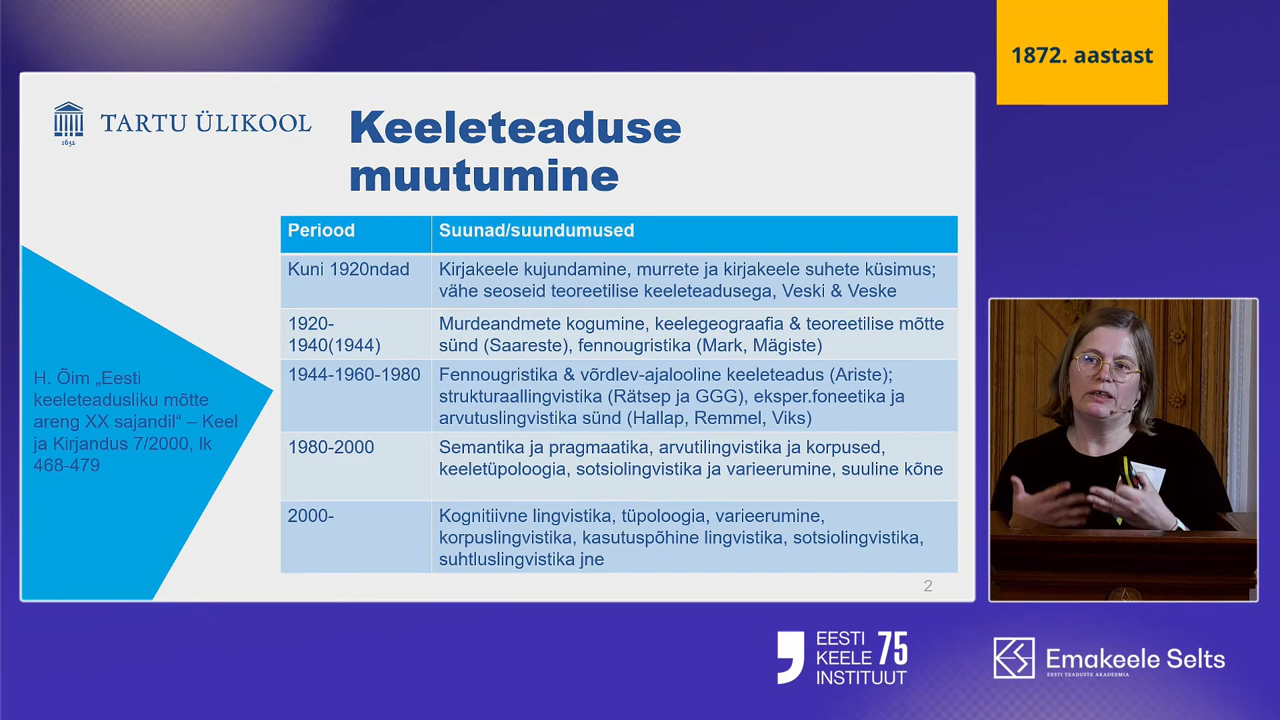 1872. aastast
TARTU ÜLIKOOL
1632
Keeleteaduse
muutumine
Periood
Suunad/suundumused
Kuni 1920ndad
Kirjakeele kujundamine, murrete ja kirjakeele suhete küsimus;
vähe seoseid teoreetilise keeleteadusega, Veski & Veske
1920-
1940(1944)
Murdeandmete kogumine, keelegeograafia & teoreetilise mõtte
sünd (Saareste), fennougristika (Mark, Mägiste)
1944-1960-1980
Fennougristika & võrdlev-ajalooline keeleteadus (Ariste);
strukturaallingvistika (Rätsep ja GGG), eksper.foneetika ja
arvutuslingvistika sünd (Hallap, Remmel, Viks)
1980-2000
Semantika ja pragmaatika, arvutilingvistika ja korpused,
keeletüpoloogia, sotsiolingvistika ja varieerumine, suuline kõne
2000-
Kognitiivne lingvistika, tüpoloogia, varieerumine,
korpuslingvistika, kasutuspõhine lingvistika, sotsiolingvistika,
suhtluslingvistika jne
H. Õim „Eesti
keeleteadusliku mõtte
areng XX sajandil“ – Keel
ja Kirjandus 7/2000, lk
468-479
2
EESTI
KEELE 75
INSTITUUT
Emakeele Selts
EESTI TEADUSTE AKADEEMIA